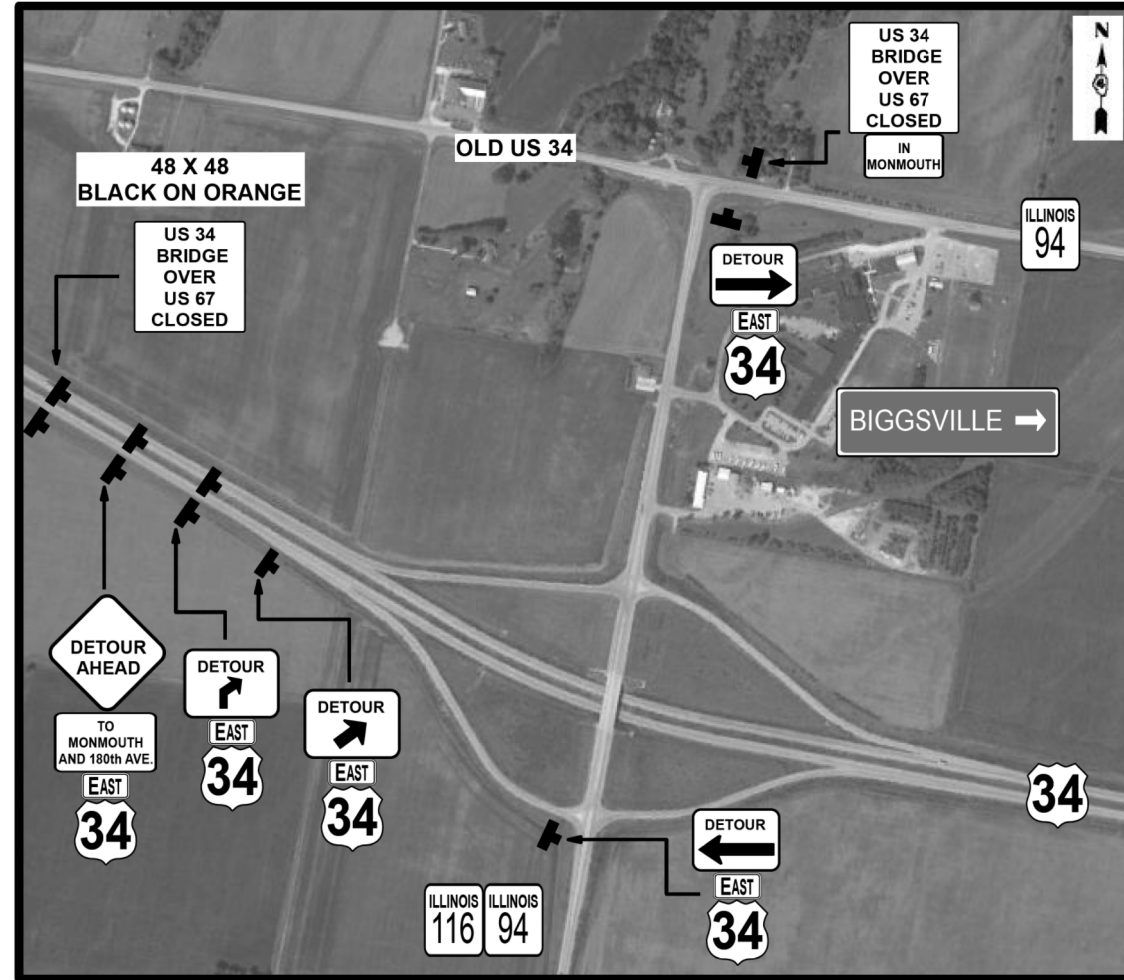 US 34
BRIDGE
OVER
US 67
CLOSED
IN
MONMOUTH
N
OLD US 34
48 X 48
BLACK ON ORANGE
US 34
BRIDGE
OVER
US 67
CLOSED
ILLINOIS
94
DETOUR
EAST
34
BIGGSVILLE
DETOUR
AHEAD
TO
MONMOUTH
AND 180th AVE.
EAST
34
DETOUR
EAST
34
DETOUR
EAST
34
34
DETOUR
EAST
34
ILLINOIS
116
ILLINOIS
94